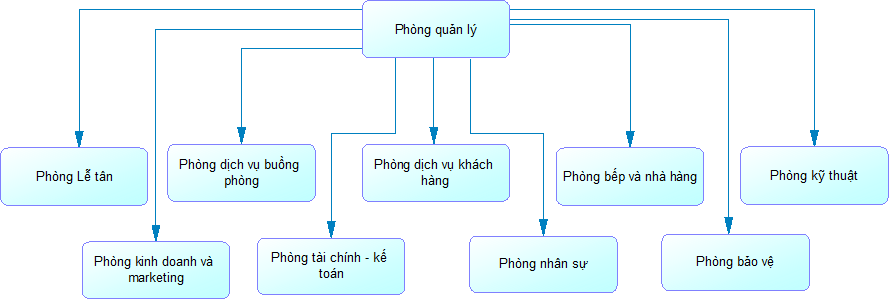 Phòng quản lý
Phòng Lễ tân
Phòng dịch vụ buồng
phòng
Phòng dịch vụ khách
hàng
Phòng bếp và nhà hàng
Phòng kỹ thuật
Phòng kinh doanh và
marketing
Phòng tài chính - kế
toán
Phòng nhân sự
Phòng bảo vệ